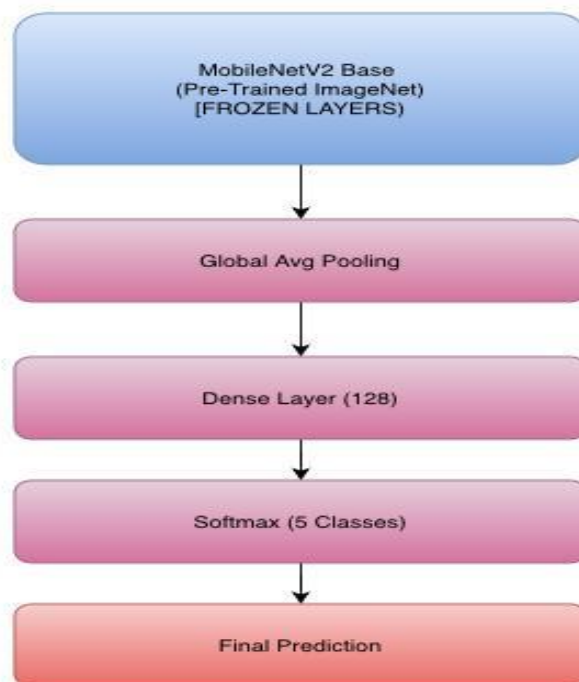 MobileNetV2 Base
(Pre-Trained ImageNet)
[FROZEN LAYERS)
Global Avg Pooling
Dense Layer (128)
Softmax (5 Classes)
Final Prediction